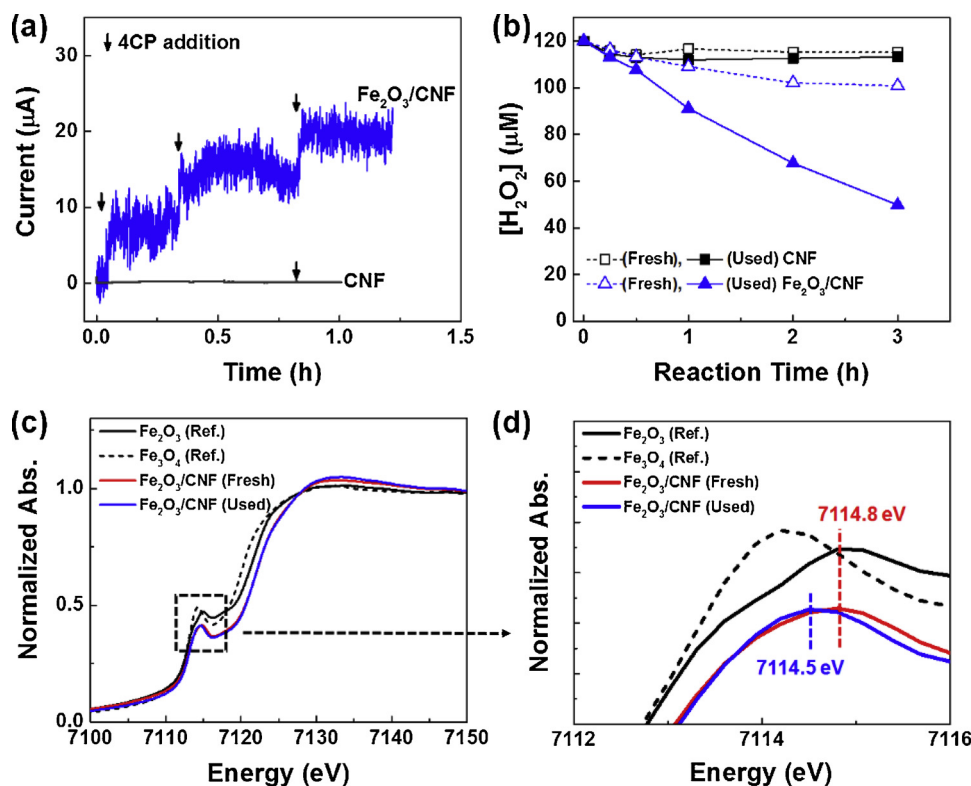 (a)
4CP addition
Fe₂O₃/CNF
CNF
30
20
10
0
0.0 0.5 1.0 1.5
Current (μA)
Time (h)
(b)
120
100
80
60
40
20
0
0 1 2 3
[H₂O₂] (μM)
(Fresh), (Used) CNF
(Fresh), (Used) Fe₂O₃/CNF
Reaction Time (h)
(c)
Fe₂O₃ (Ref.)
Fe₃O₄ (Ref.)
Fe₂O₃/CNF (Fresh)
Fe₂O₃/CNF (Used)
1.0
0.5
0.0
7100 7110 7120 7130 7140 7150
Normalized Abs.
Energy (eV)
(d)
Fe₂O₃ (Ref.)
Fe₃O₄ (Ref.)
Fe₂O₃/CNF (Fresh)
Fe₂O₃/CNF (Used)
7114.8 eV
7114.5 eV
7112 7114 7116
Normalized Abs.
Energy (eV)